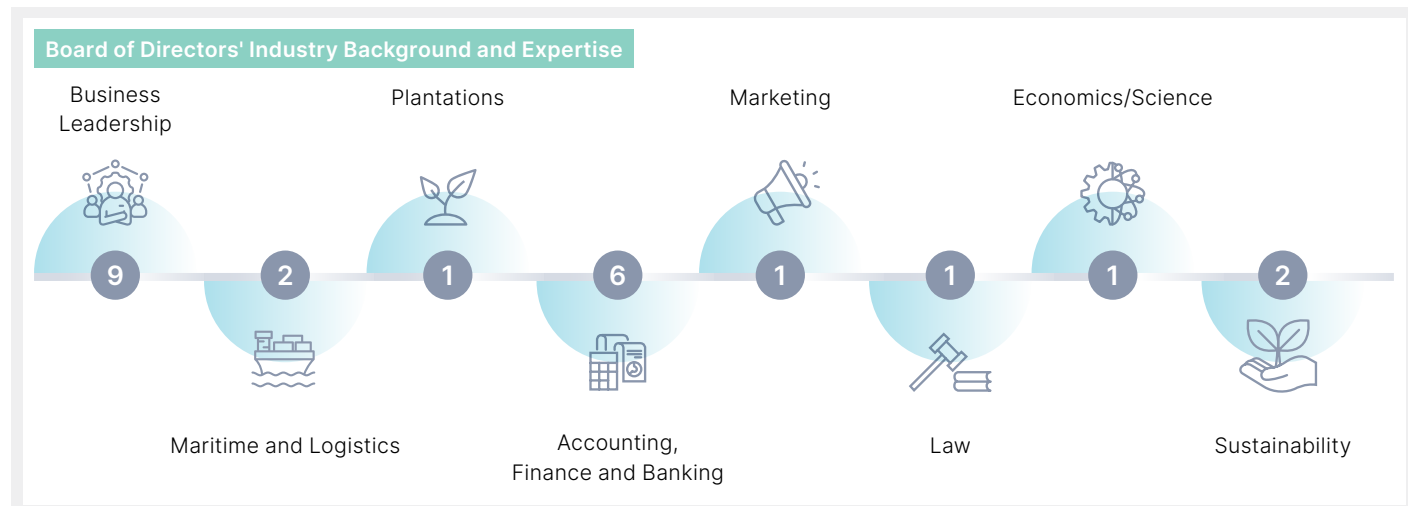 Board of Directors' Industry Background and Expertise
Business
Leadership
Plantations
Marketing
Economics/Science
9
2
1
6
1
1
1
2
Maritime and Logistics
Accounting,
Finance and Banking
Law
Sustainability